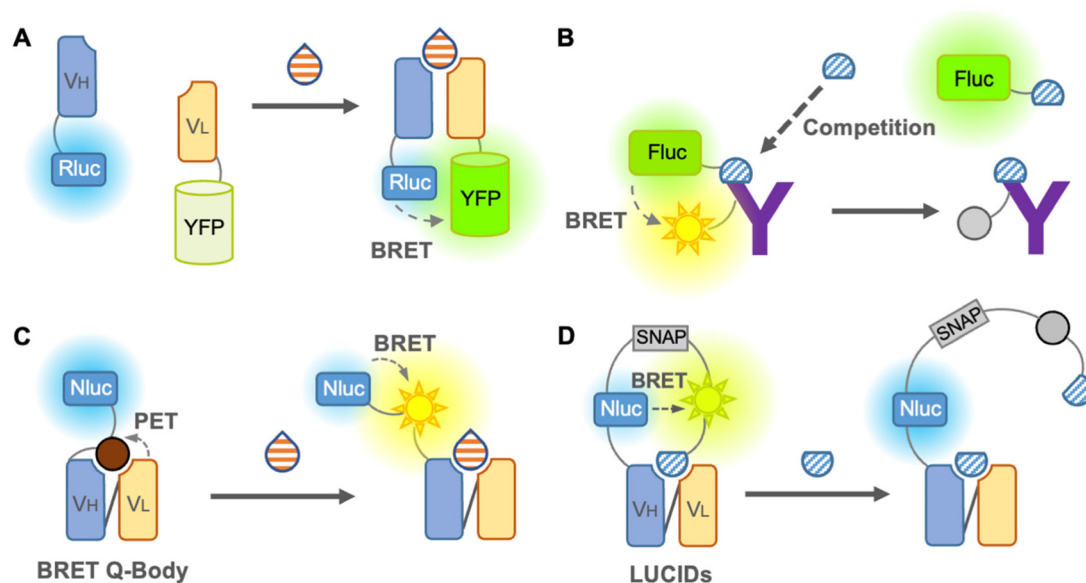 A
VH
Rluc
VL
YFP
Rluc
YFP
BRET
B
Fluc
BRET
Competition
Fluc
C
Nluc
PET
VH
VL
BRET Q-Body
BRET
Nluc
D
SNAP
BRET
Nluc
VH
VL
LUCIDs
SNAP
Nluc